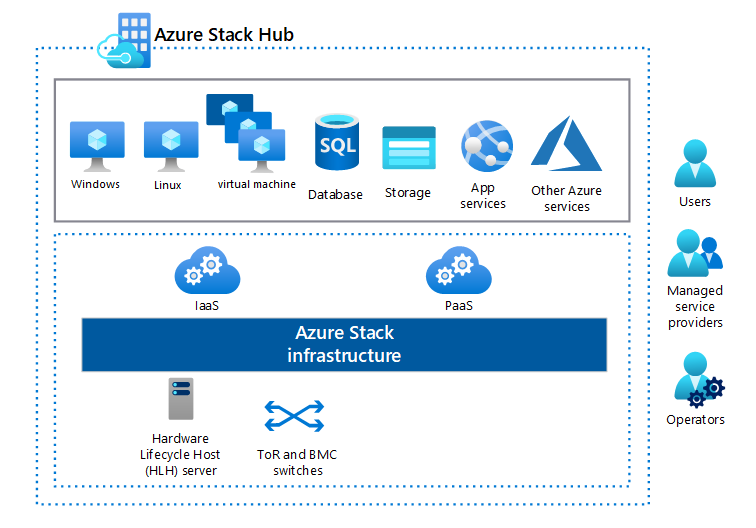 Azure Stack Hub
Windows
Linux
virtual machine
SQL
Database
Storage
App
services
Other Azure
services
Users
Managed
service
providers
Operators
IaaS
PaaS
Azure Stack
infrastructure
Hardware
Lifecycle Host
(HLH) server
ToR and BMC
switches